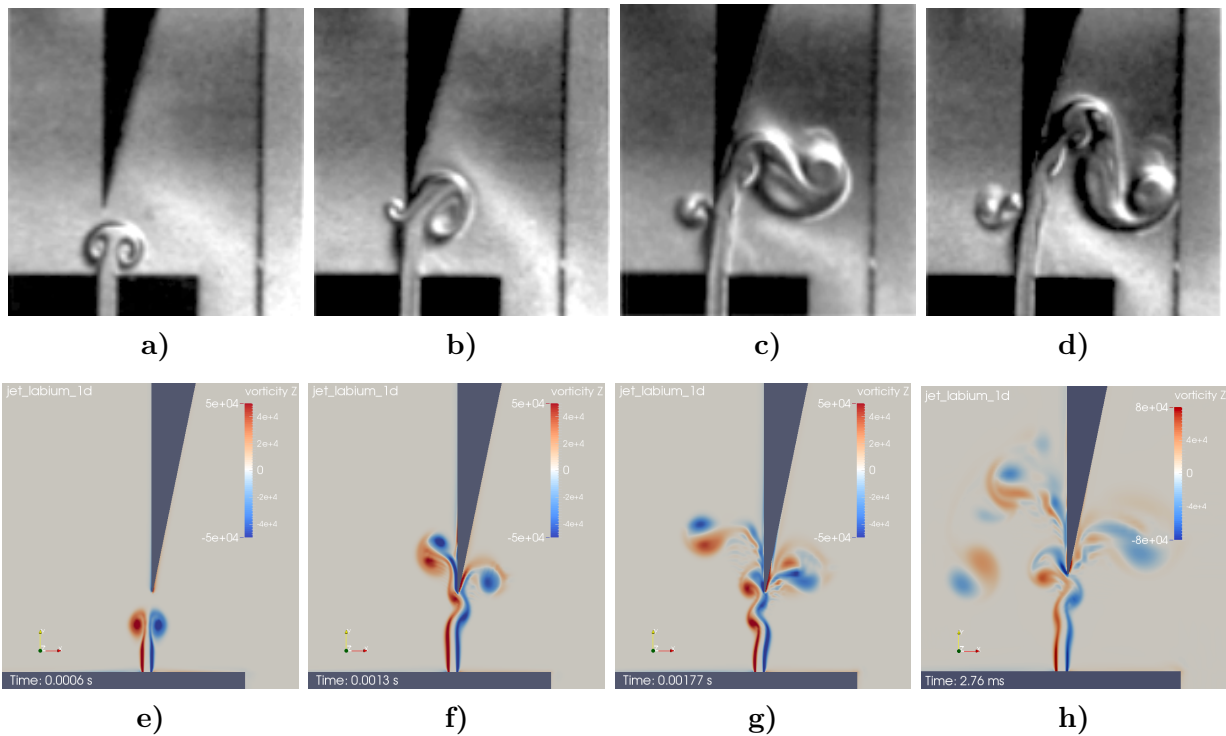 a) b) c) d)
jet_labium_1d vorticity Z
5e+04
4e+4
2e+4
0
-2e+4
-4e+4
-5e+04
Time: 0.0006 s
jet_labium_1d vorticity Z
5e+04
4e+4
2e+4
0
-2e+4
-4e+4
-5e+04
Time: 0.0013 s
jet_labium_1d vorticity Z
5e+04
4e+4
2e+4
0
-2e+4
-4e+4
-5e+04
Time: 0.00177 s
jet_labium_1d vorticity Z
8e+04
4e+4
0
-4e+4
-8e+04
Time: 2.76 ms
e) f) g) h)